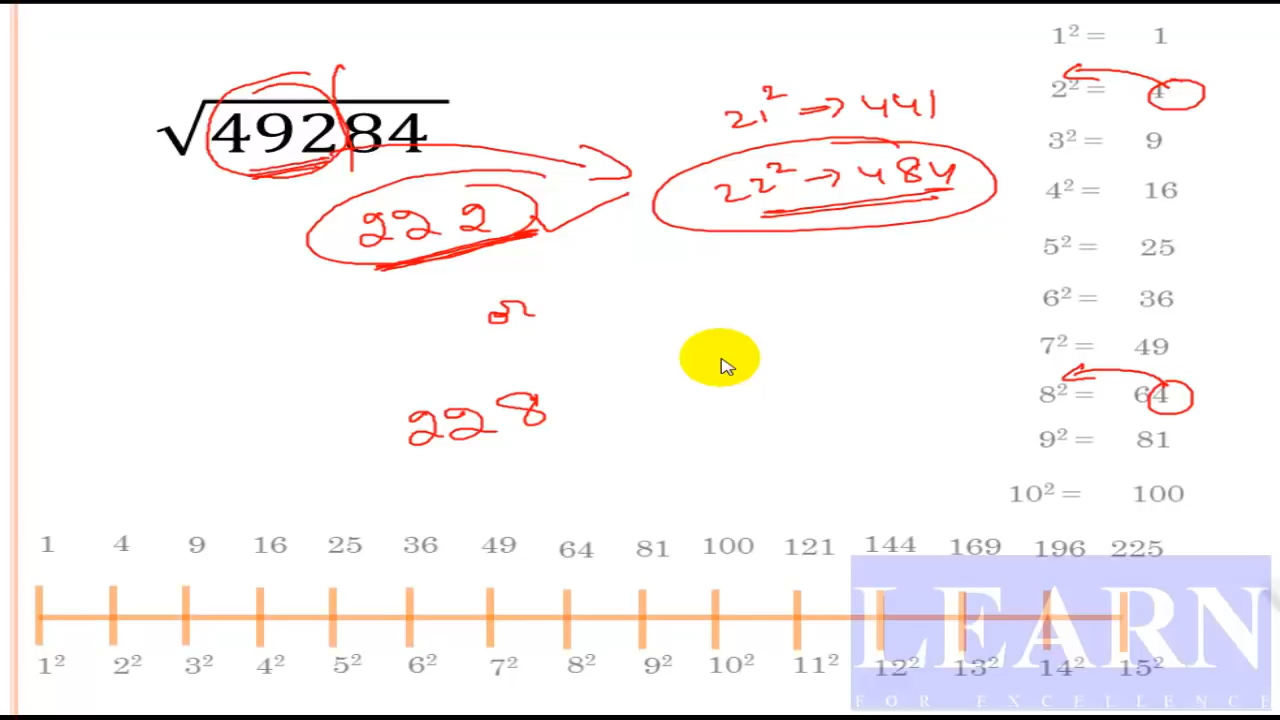 √49284
21² → 441
22² → 484
222
or
228
1² = 1
2² = 4
3² = 9
4² = 16
5² = 25
6² = 36
7² = 49
8² = 64
9² = 81
10² = 100
1 4 9 16 25 36 49 64 81 100 121 144 169 196 225
1² 2² 3² 4² 5² 6² 7² 8² 9² 10² 11² 12² 13² 14² 15²
LEARN
FOR EXCELLENCE